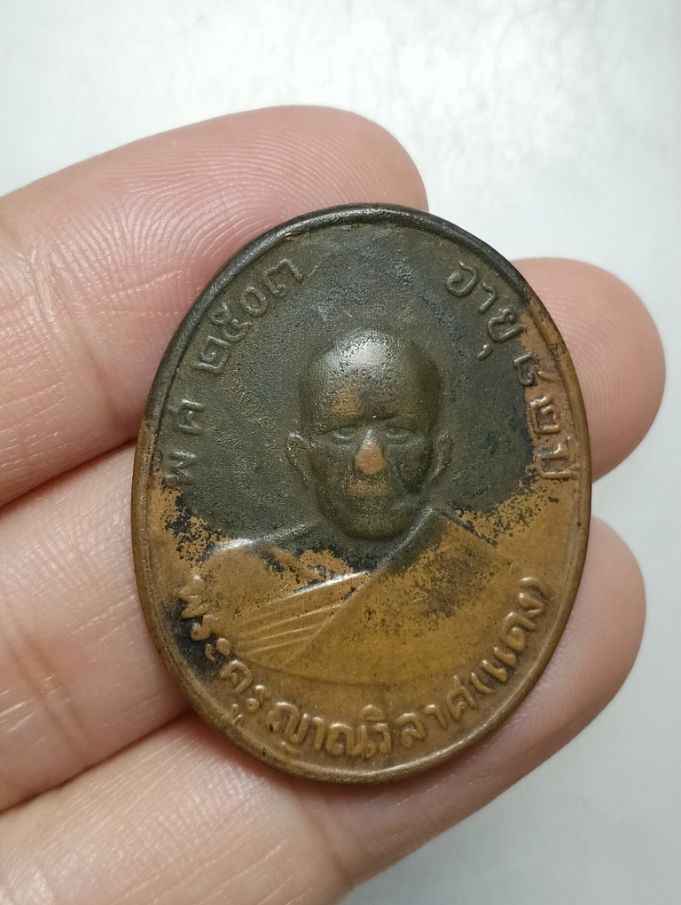 พ ศ ๒๕๐๓
อายุ ๘๒ ปี
พระครูญาณวิลาศ(แดง)